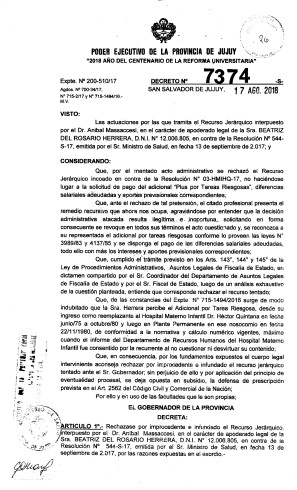 26
PODER EJECUTIVO DE LA PROVINCIA DE JUJUY
"2018 AÑO DEL CENTENARIO DE LA REFORMA UNIVERSITARIA"
Expte. Nº 200-510/17
Agdos. Nº 700-34/17,
Nº 715-2/17 y Nº 715-1494/16.-
M.V.
DECRETO Nº 7374 -S-
SAN SALVADOR DE JUJUY, 17 AGO. 2018
VISTO:
Las actuaciones por las que tramita el Recurso Jerárquico interpuesto
por el Dr. Anibal Massaccesi, en el carácter de apoderado legal de la Sra. BEATRIZ
DEL ROSARIO HERRERA, D.N.I. Nº 12.006.805, en contra de la Resolución Nº 544-
S-17, emitida por el Sr. Ministro de Salud, en fecha 13 de septiembre de 2.017; y
CONSIDERANDO:
Que, por el mentado acto administrativo se rechazó el Recurso
Jerárquico incoado en contra de la Resolución Nº 03-HMIHQ-17, no haciéndose
lugar a la solicitud de pago del adicional "Plus por Tareas Riesgosas", diferencias
salariales adeudadas y aportes previsionales correspondientes;
Que, ante el rechazo de tal pretensión, el citado profesional presenta el
remedio recursivo que ahora nos ocupa, agraviándose por entender que la decisión
administrativa atacada resulta ilegítima e inoportuna, solicitando en forma
consecuente se revoque en todos sus términos el acto cuestionado y, se reconozca a
su representada el adicional por tareas riesgosas conforme lo proveen las leyes Nº
3989/83 y 4137/85 y se disponga el pago de las diferencias salariales adeudadas,
todo ello con más los intereses y aportes previsionales correspondientes;
Que, cumplido el trámite previsto en los Arts. 143°, 144° y 145° de la
Ley de Procedimientos Administrativos, Asuntos Legales de Fiscalía de Estado, en
dictamen compartido por el Sr. Coordinador del Departamento de Asuntos Legales
de Fiscalía de Estado y por el Sr. Fiscal de Estado, luego de un análisis exhaustivo
de la cuestión planteada, entiende que corresponde rechazar el recurso tentado;
Que, de las constancias del Expte. Nº 715-1494/2016 surge de modo
indubitado que la Sra. Herrera percibe el Adicional por Tareas Riesgosas, desde su
ingreso como reemplazante al Hospital Materno Infantil Dr. Héctor Quintana en
22/11/1980, de conformidad a la normativa y cálculo numérico vigentes, máximo
cuando el informe del Departamento de Recursos Humanos del Hospital Materno
Infantil fue consentido por la recurrente al no cuestionar ni desvirtuar su contenido;
Que, en consecuencia, por los fundamentos expuestos el cuerpo legal
interviniente aconseja rechazar por improcedente e infundado el recurso jerárquico
tentado ante el Sr. Gobernador; sin perjuicio de ello y por aplicación del principio de
eventualidad procesal, se deja opuesta en subsidio, la defensa de prescripción
prevista en el Art. 2562 del Código Civil y Comercial de la Nación;
Por ello y en uso de las facultades que le son propias;
EL GOBERNADOR DE LA PROVINCIA
DECRETA:
ARTICULO 1°.- Rechazase por improcedente e infundado el Recurso Jerárquico,
interpuesto por el Dr. Anibal Massaccesi, en el carácter de apoderado legal de la
Sra. BEATRIZ DEL ROSARIO HERRERA, D.N.I. Nº 12.006.805, en contra de la
Resolución Nº 544-S-17, emitida por el Sr. Ministro de Salud, en fecha 13 de
septiembre de 2.017, por las razones expuestas en el exordio.-